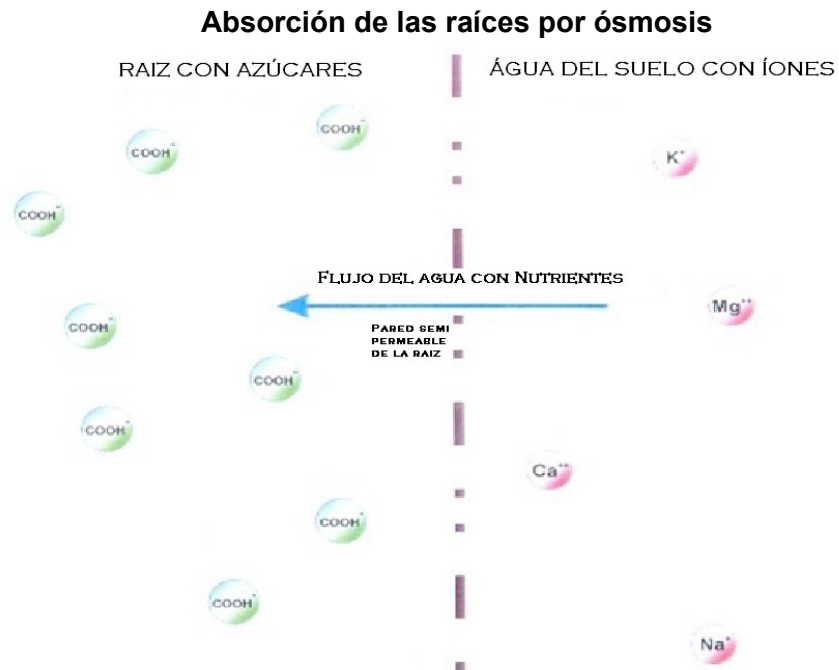 Absorción de las raíces por ósmosis
RAIZ CON AZÚCARES
ÁGUA DEL SUELO CON ÍONES
COOH⁻
COOH⁻
K⁺
COOH⁻
FLUJO DEL AGUA CON NUTRIENTES
Mg⁺⁺
COOH⁻
PARED SEMI
PERMEABLE
DE LA RAIZ
COOH⁻
COOH⁻
Ca⁺⁺
COOH⁻
COOH⁻
Na⁺